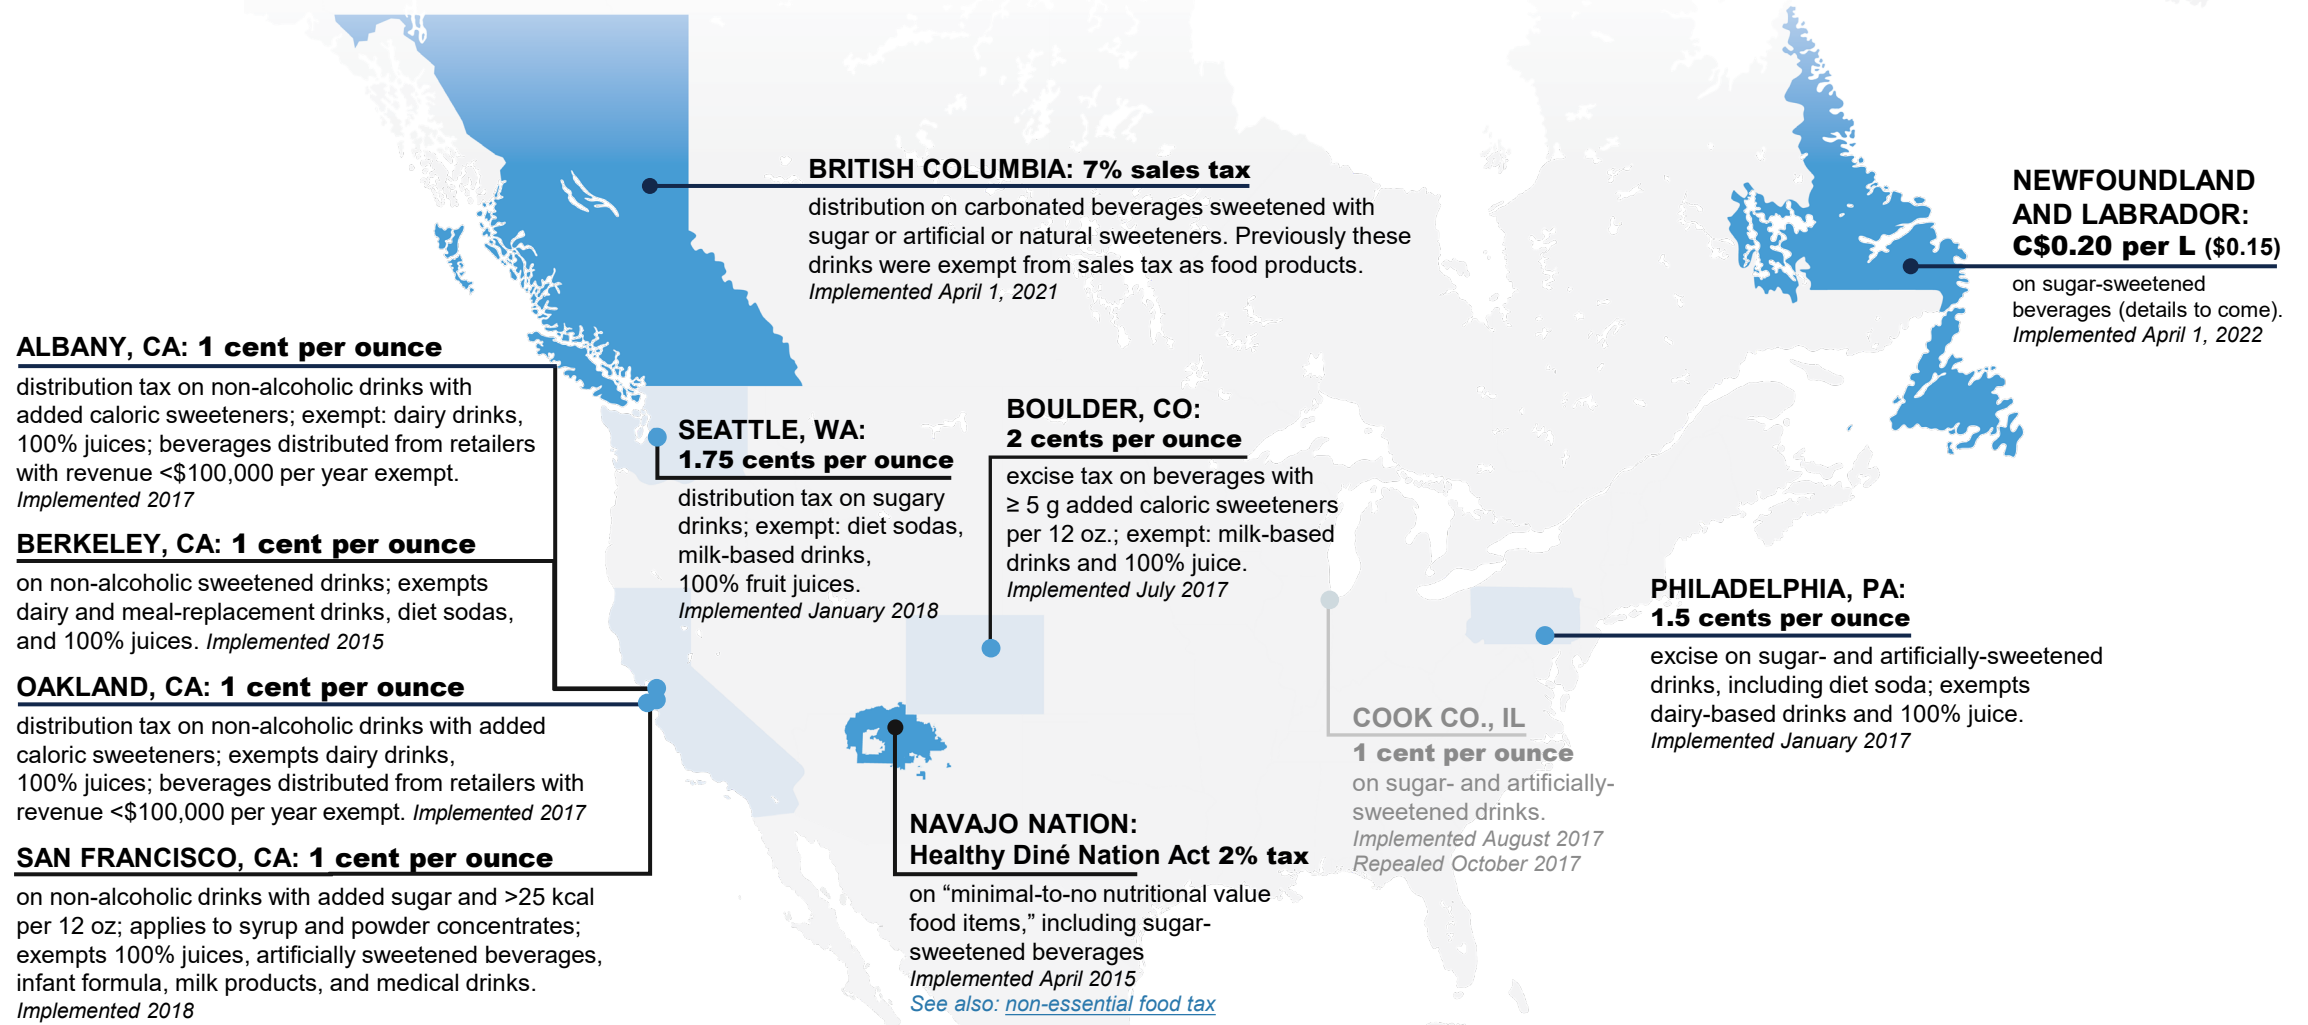 BRITISH COLUMBIA: 7% sales tax
distribution on carbonated beverages sweetened with
sugar or artificial or natural sweeteners. Previously these
drinks were exempt from sales tax as food products.
Implemented April 1, 2021
NEWFOUNDLAND
AND LABRADOR:
C$0.20 per L ($0.15)
on sugar-sweetened
beverages (details to come).
Implemented April 1, 2022
ALBANY, CA: 1 cent per ounce
distribution tax on non-alcoholic drinks with
added caloric sweeteners; exempt: dairy drinks,
100% juices; beverages distributed from retailers
with revenue <$100,000 per year exempt.
Implemented 2017
BERKELEY, CA: 1 cent per ounce
on non-alcoholic sweetened drinks; exempts
dairy and meal-replacement drinks, diet sodas,
and 100% juices. Implemented 2015
OAKLAND, CA: 1 cent per ounce
distribution tax on non-alcoholic drinks with added
caloric sweeteners; exempts dairy drinks,
100% juices; beverages distributed from retailers with
revenue <$100,000 per year exempt. Implemented 2017
SAN FRANCISCO, CA: 1 cent per ounce
on non-alcoholic drinks with added sugar and >25 kcal
per 12 oz; applies to syrup and powder concentrates;
exempts 100% juices, artificially sweetened beverages,
infant formula, milk products, and medical drinks.
Implemented 2018
SEATTLE, WA:
1.75 cents per ounce
distribution tax on sugary
drinks; exempt: diet sodas,
milk-based drinks,
100% fruit juices.
Implemented January 2018
BOULDER, CO:
2 cents per ounce
excise tax on beverages with
≥ 5 g added caloric sweeteners
per 12 oz.; exempt: milk-based
drinks and 100% juice.
Implemented July 2017
NAVAJO NATION:
Healthy Diné Nation Act 2% tax
on “minimal-to-no nutritional value
food items,” including sugar-
sweetened beverages
Implemented April 2015
See also: non-essential food tax
COOK CO., IL
1 cent per ounce
on sugar- and artificially-
sweetened drinks.
Implemented August 2017
Repealed October 2017
PHILADELPHIA, PA:
1.5 cents per ounce
excise on sugar- and artificially-sweetened
drinks, including diet soda; exempts
dairy-based drinks and 100% juice.
Implemented January 2017